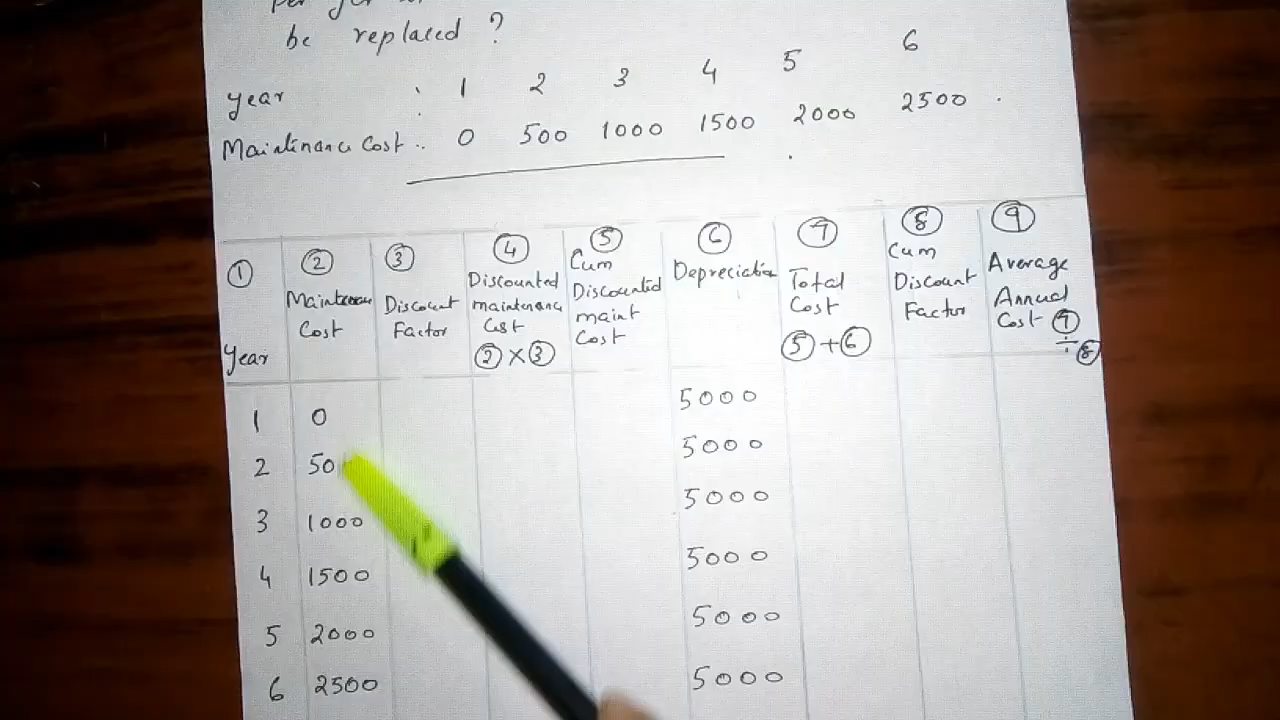 be replaced ?
year : 1 2 3 4 5 6
Maintenance Cost .. 0 500 1000 1500 2000 2500 .
① ② ③ ④ ⑤ ⑥ ⑦ ⑧ ⑨
Year
Maintenance
Cost
Discount
Factor
Discounted
maintenance
Cost
② × ③
Cum
Discounted
maint
Cost
Depreciation
Total
Cost
⑤ + ⑥
Cum
Discount
Factor
Average
Annual
Cost ⑦
÷ ⑧
1 0 5000
2 50 5000
3 1000 5000
4 1500 5000
5 2000 5000
6 2500 5000